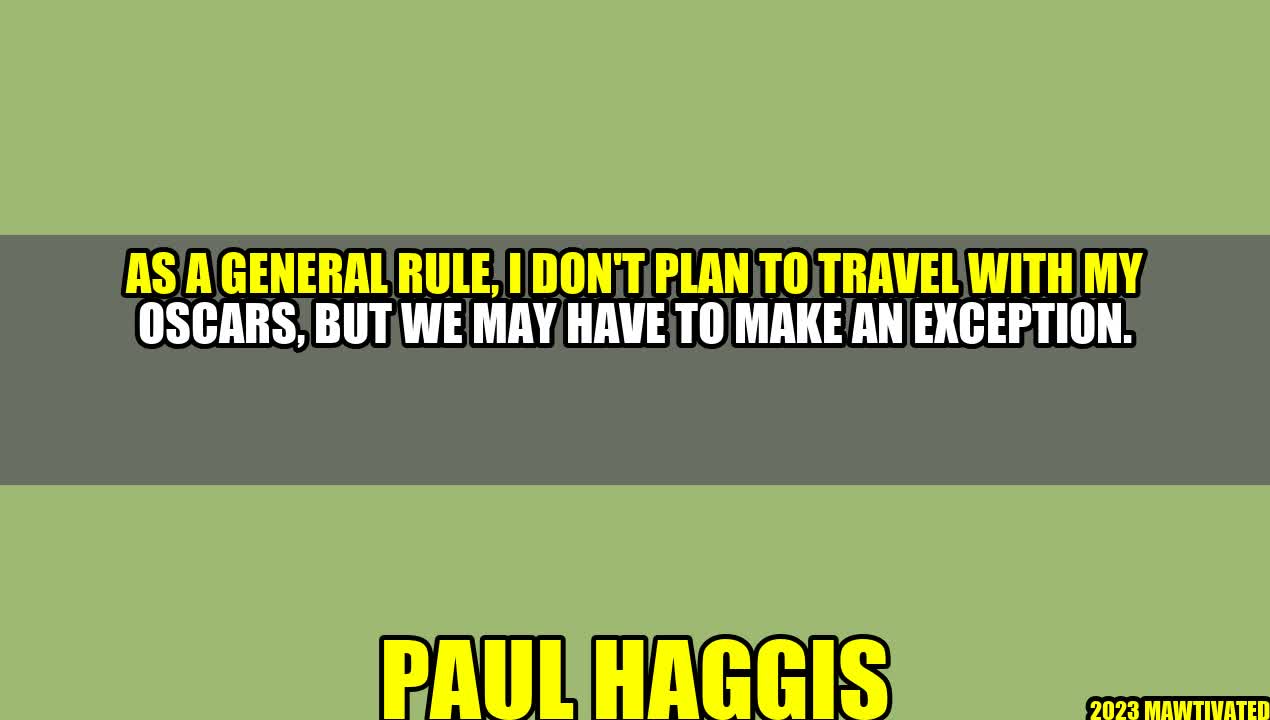 AS A GENERAL RULE, I DON'T PLAN TO TRAVEL WITH MY
OSCARS, BUT WE MAY HAVE TO MAKE AN EXCEPTION.
PAUL HAGGIS
2023 MAWTIVATED